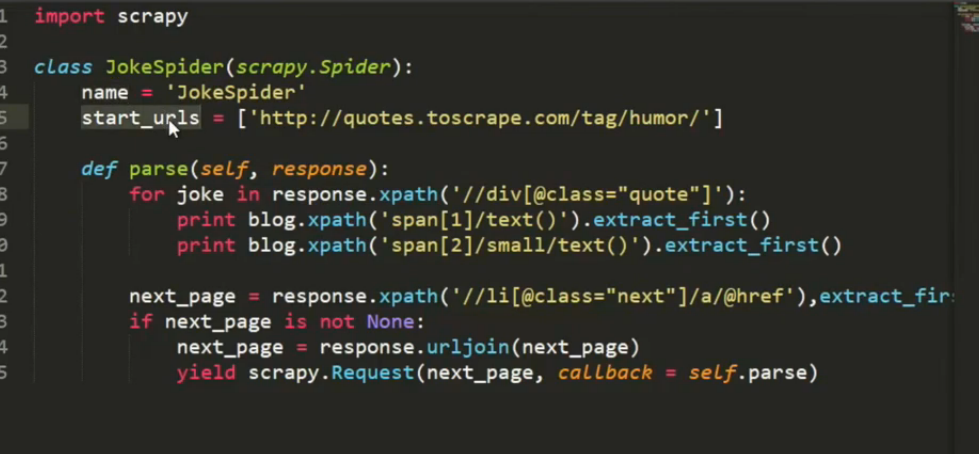 1 import scrapy
2
3 class JokeSpider(scrapy.Spider):
4 name = 'JokeSpider'
5 start_urls = ['http://quotes.toscrape.com/tag/humor/']
6
7 def parse(self, response):
8 for joke in response.xpath('//div[@class="quote"]'):
9 print blog.xpath('span[1]/text()').extract_first()
0 print blog.xpath('span[2]/small/text()').extract_first()
1
2 next_page = response.xpath('//li[@class="next"]/a/@href'),extract_fir
3 if next_page is not None:
4 next_page = response.urljoin(next_page)
5 yield scrapy.Request(next_page, callback = self.parse)